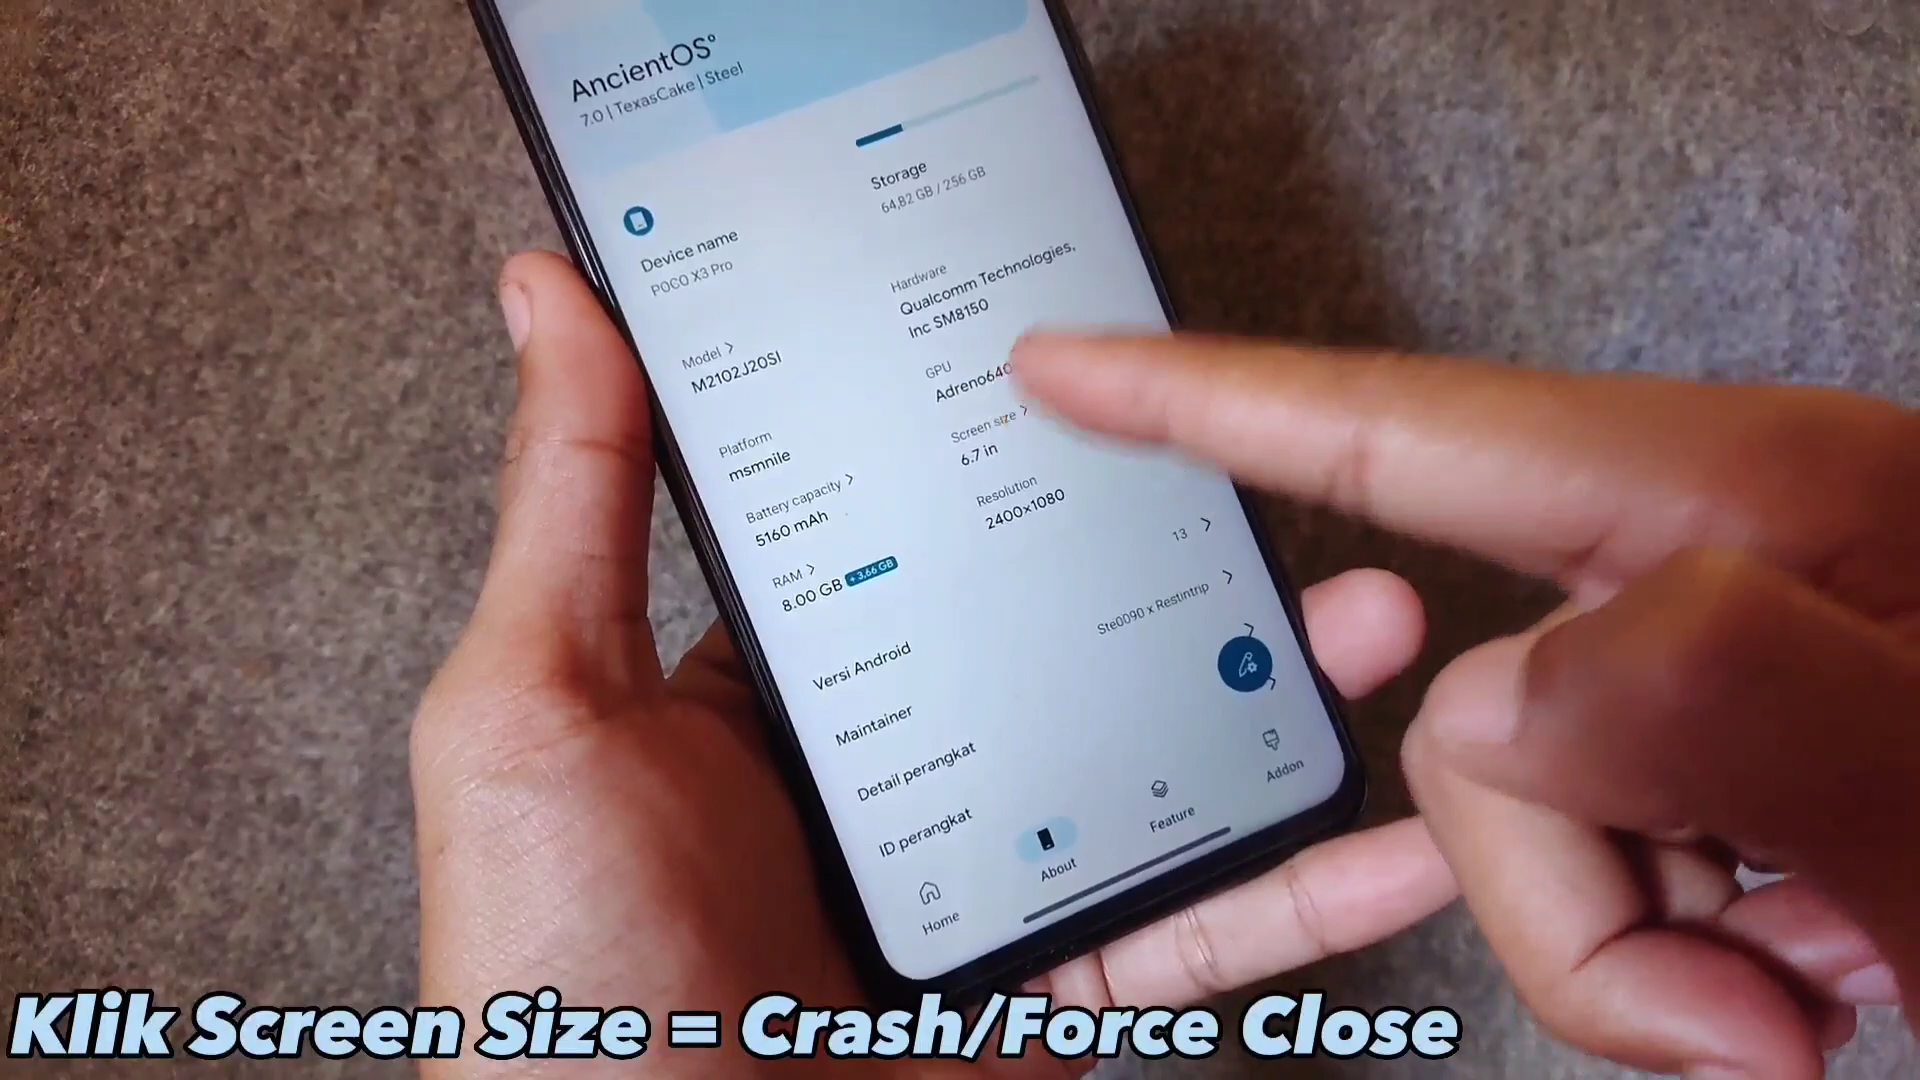 AncientOS°
7.0 | TexasCake | Steel
Storage
64,82 GB / 256 GB
Device name
POCO X3 Pro
Hardware
Qualcomm Technologies,
Inc SM8150
Model >
M2102J20SI
GPU
Adreno640
Platform
msmnile
Screen size >
6.7 in
Battery capacity >
5160 mAh
Resolution
2400x1080
RAM >
8.00 GB + 3,66 GB
Versi Android 13 >
Maintainer Ste0090 x Restintrip >
Detail perangkat >
ID perangkat >
Home
About
Feature
Addon
Klik Screen Size = Crash/Force Close